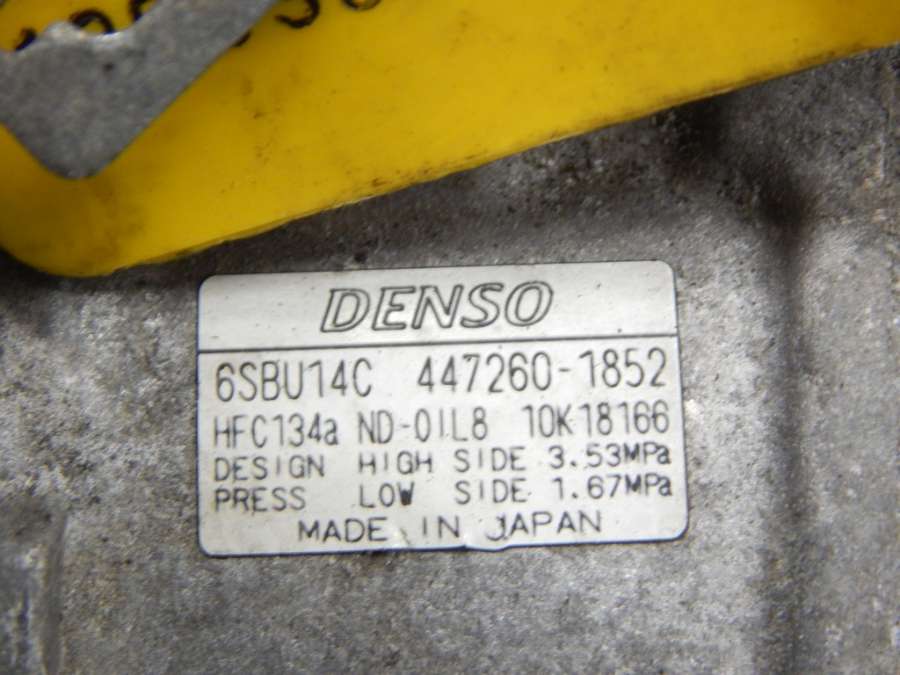 DENSO
6SBU14C 447260-1852
HFC134a ND-OIL8 10K18166
DESIGN HIGH SIDE 3.53MPa
PRESS LOW SIDE 1.67MPa
MADE IN JAPAN